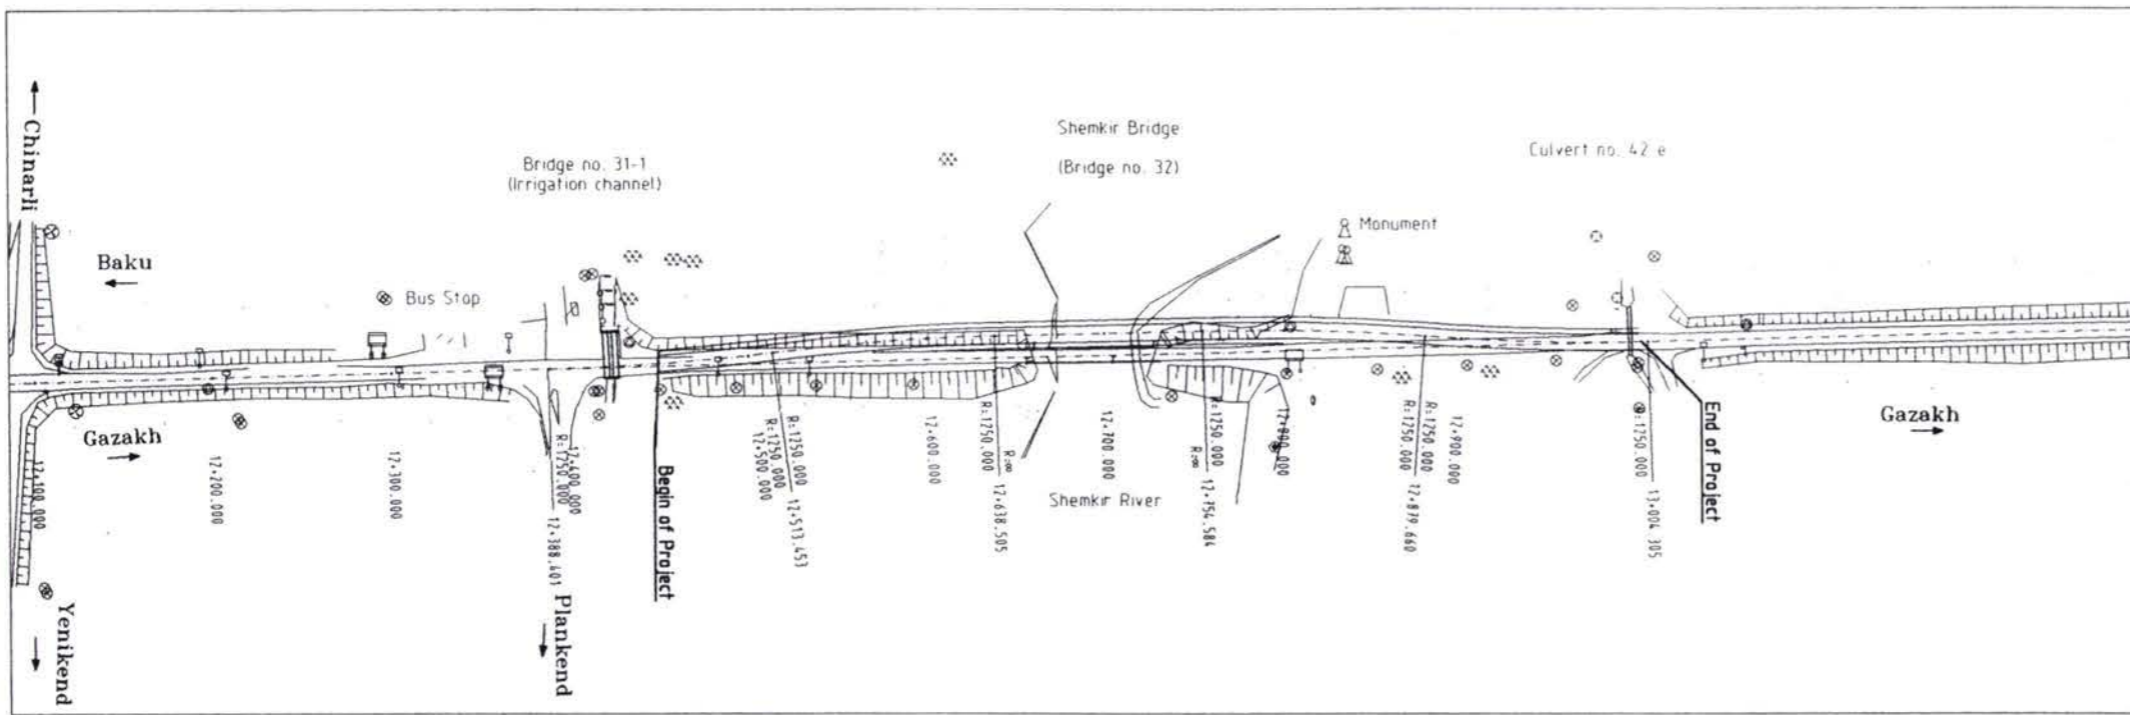 Chinarli
Baku
Bus Stop
Bridge no. 31-1
(Irrigation channel)
Shemkir Bridge
(Bridge no. 32)
Monument
Culvert no. 42 e
Gazakh
Yenikend
Plankend
Begin of Project
Shemkir River
End of Project
Gazakh
12+100.000
12+200.000
12+300.000
R=1250.000
12+388.401
12+400.000
12+500.000
R=1250.000
R=1250.000
12+513.453
12+600.000
R=1250.000
R=∞
12+638.505
12+700.000
R=∞
R=1250.000
12+754.584
12+800.000
R=1250.000
R=1250.000
12+879.660
12+900.000
R=1250.000
13+004.305